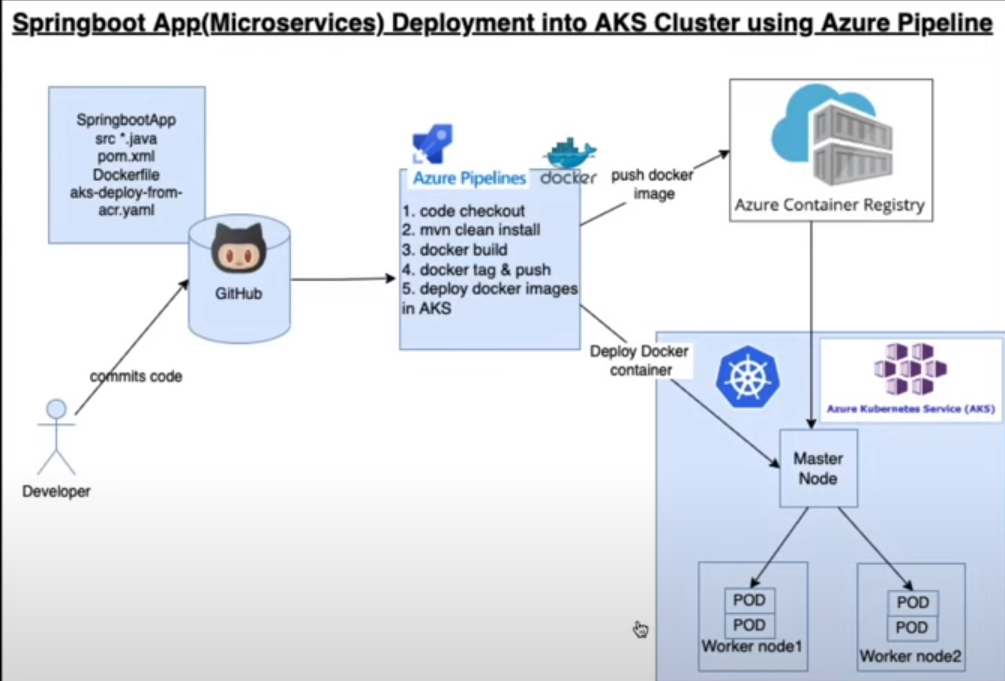 Springboot App(Microservices) Deployment into AKS Cluster using Azure Pipeline
SpringbootApp
src *.java
pom.xml
Dockerfile
aks-deploy-from-
acr.yaml
GitHub
commits code
Developer
Azure Pipelines
docker
1. code checkout
2. mvn clean install
3. docker build
4. docker tag & push
5. deploy docker images
in AKS
push docker
image
Azure Container Registry
Deploy Docker
container
Azure Kubernetes Service (AKS)
Master
Node
POD
POD
Worker node1
POD
POD
Worker node2